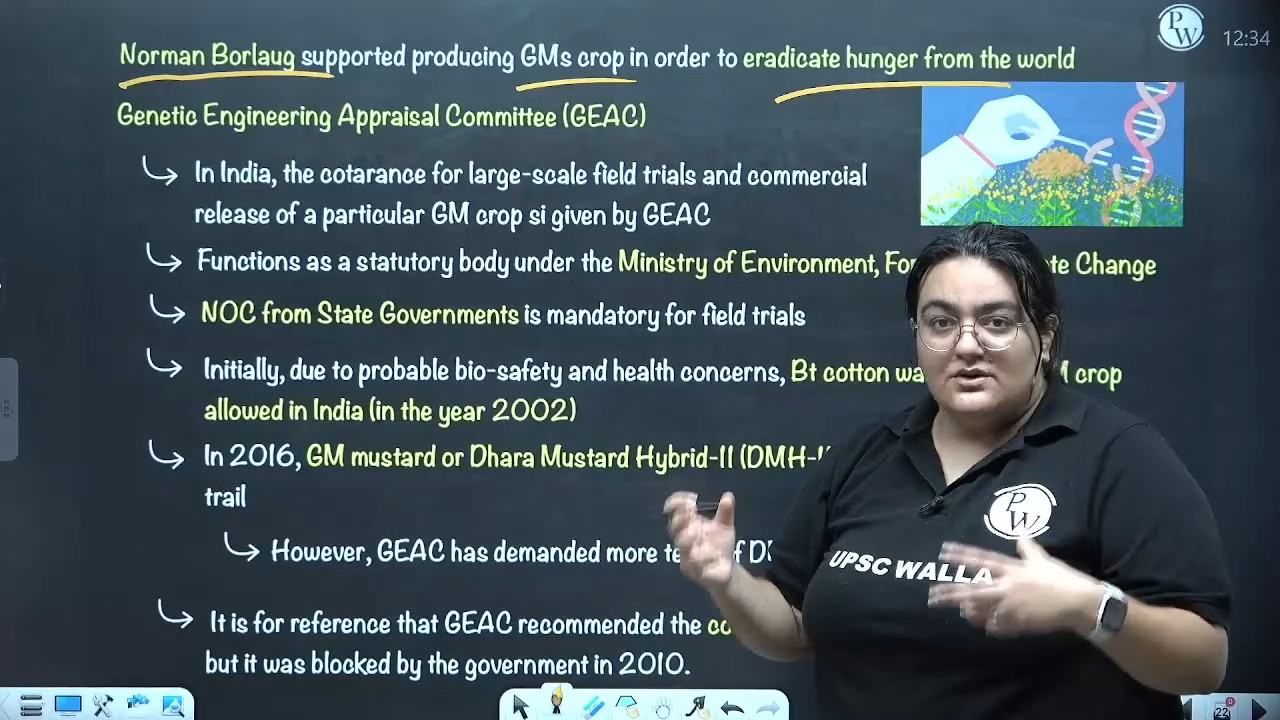 Norman Borlaug supported producing GMs crop in order to eradicate hunger from the world
PW
12:34
Genetic Engineering Appraisal Committee (GEAC)
In India, the cotarance for large-scale field trials and commercial
release of a particular GM crop si given by GEAC
Functions as a statutory body under the Ministry of Environment, Change
NOC from State Governments is mandatory for field trials
Initially, due to probable bio-safety and health concerns, Bt cotton crop
allowed in India (in the year 2002)
In 2016, GM mustard or Dhara Mustard Hybrid-11
trail
However, GEAC has demanded more
It is for reference that GEAC recommended the
but it was blocked by the government in 2010.
PW
UPSC WALLA
22